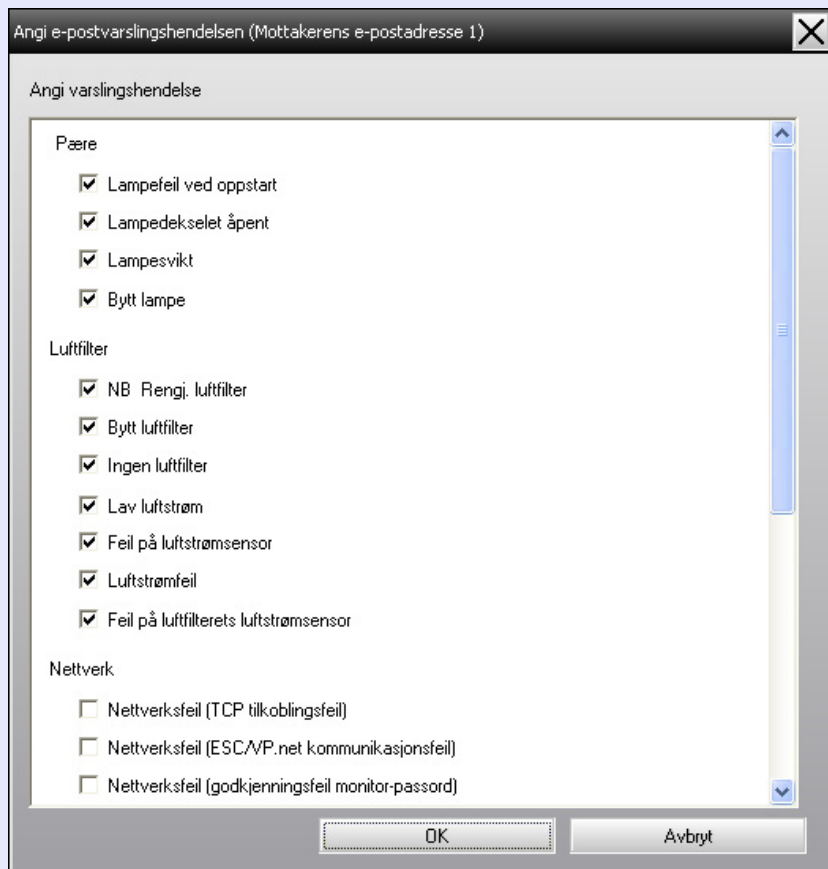 Angi e-postvarslingshendelsen (Mottakerens e-postadresse 1)
Angi varslingshendelse
Pære
Lampefeil ved oppstart
Lampedekselet åpent
Lampesvikt
Bytt lampe
Luftfilter
NB  Rengj. luftfilter
Bytt luftfilter
Ingen luftfilter
Lav luftstrøm
Feil på luftstrømsensor
Luftstrømfeil
Feil på luftfilterets luftstrømsensor
Nettverk
Nettverksfeil (TCP tilkoblingsfeil)
Nettverksfeil (ESC/VP.net kommunikasjonsfeil)
Nettverksfeil (godkjenningsfeil monitor-passord)
OK
Avbryt